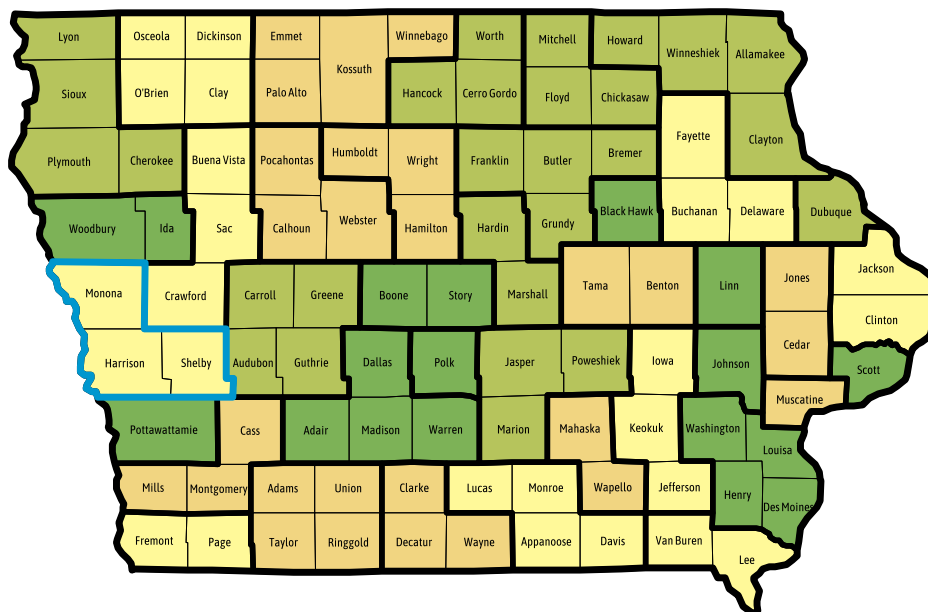 Lyon
Osceola
Dickinson
Emmet
Kossuth
Winnebago
Worth
Mitchell
Howard
Winneshiek
Allamakee
Sioux
O'Brien
Clay
Palo Alto
Hancock
Cerro Gordo
Floyd
Chickasaw
Fayette
Clayton
Plymouth
Cherokee
Buena Vista
Pocahontas
Humboldt
Wright
Franklin
Butler
Bremer
Woodbury
Ida
Sac
Calhoun
Webster
Hamilton
Hardin
Grundy
Black Hawk
Buchanan
Delaware
Dubuque
Monona
Crawford
Carroll
Greene
Boone
Story
Marshall
Tama
Benton
Linn
Jones
Jackson
Clinton
Harrison
Shelby
Audubon
Guthrie
Dallas
Polk
Jasper
Poweshiek
Iowa
Johnson
Cedar
Scott
Muscatine
Pottawattamie
Cass
Adair
Madison
Warren
Marion
Mahaska
Keokuk
Washington
Louisa
Mills
Montgomery
Adams
Union
Clarke
Lucas
Monroe
Wapello
Jefferson
Henry
Des Moines
Fremont
Page
Taylor
Ringgold
Decatur
Wayne
Appanoose
Davis
Van Buren
Lee